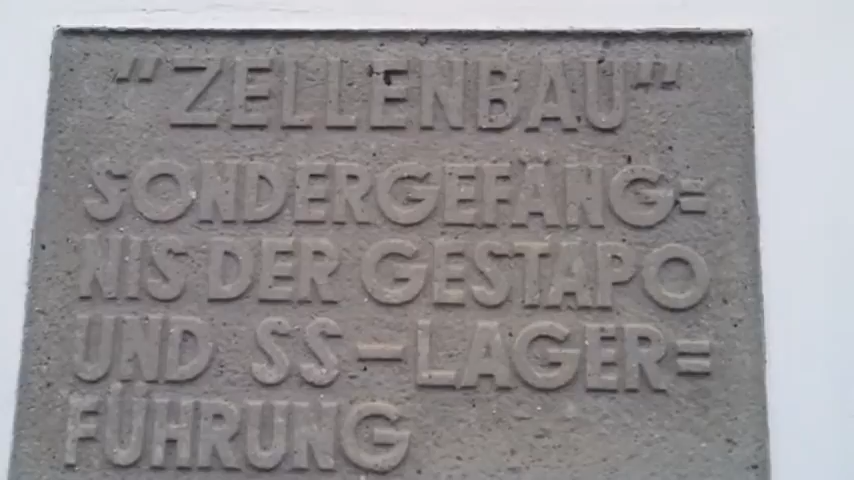 "ZELLENBAU"
SONDERGEFÄNG=
NIS DER GESTAPO
UND SS-LAGER=
FÜHRUNG